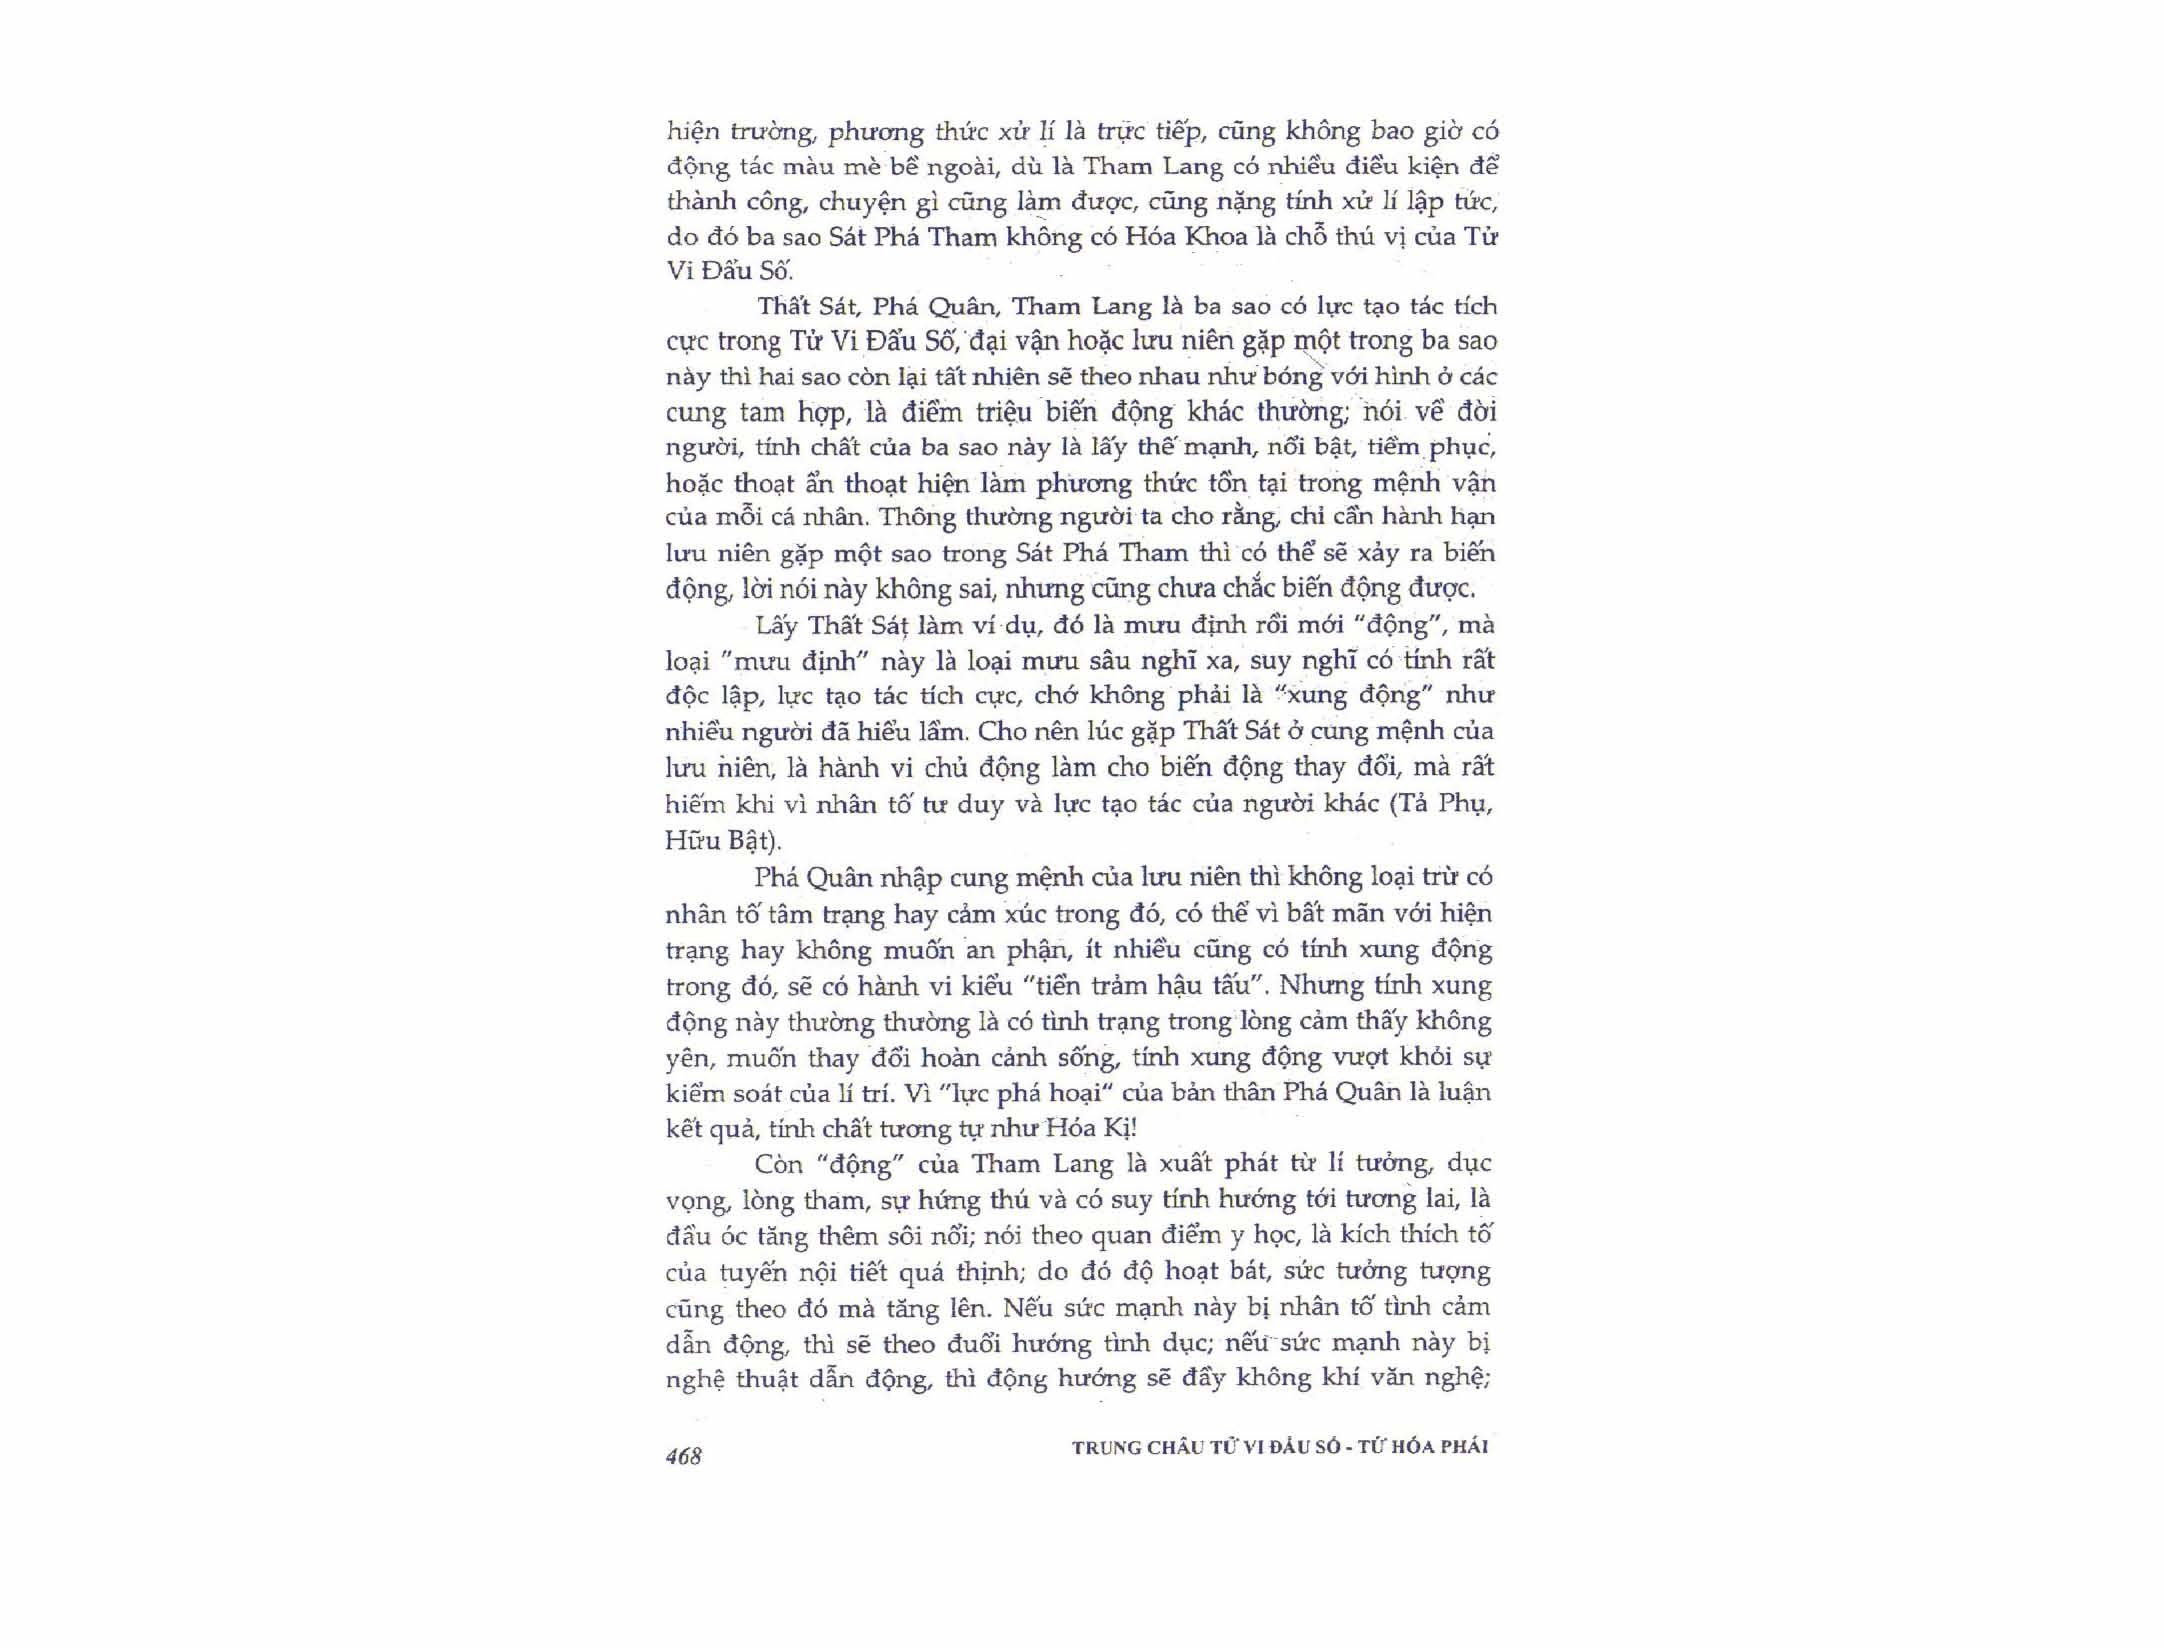 hiện trường, phương thức xử lí là trực tiếp, cũng không bao giờ có
động tác màu mè bề ngoài, dù là Tham Lang có nhiều điều kiện để
thành công, chuyện gì cũng làm được, cũng nặng tính xử lí lập tức,
do đó ba sao Sát Phá Tham không có Hóa Khoa là chỗ thú vị của Tử
Vi Đẩu Số.
Thất Sát, Phá Quân, Tham Lang là ba sao có lực tạo tác tích
cực trong Tử Vi Đẩu Số, đại vận hoặc lưu niên gặp một trong ba sao
này thì hai sao còn lại tất nhiên sẽ theo nhau như bóng với hình ở các
cung tam hợp, là điềm triệu biến động khác thường; nói về đời
người, tính chất của ba sao này là lấy thế mạnh, nổi bật, tiềm phục,
hoặc thoạt ẩn thoạt hiện làm phương thức tồn tại trong mệnh vận
của mỗi cá nhân. Thông thường người ta cho rằng, chỉ cần hành hạn
lưu niên gặp một sao trong Sát Phá Tham thì có thể sẽ xảy ra biến
động, lời nói này không sai, nhưng cũng chưa chắc biến động được.
Lấy Thất Sát làm ví dụ, đó là mưu định rồi mới "động", mà
loại "mưu định" này là loại mưu sâu nghĩ xa, suy nghĩ có tính rất
độc lập, lực tạo tác tích cực, chớ không phải là "xung động" như
nhiều người đã hiểu lầm. Cho nên lúc gặp Thất Sát ở cung mệnh của
lưu niên, là hành vi chủ động làm cho biến động thay đổi, mà rất
hiếm khi vì nhân tố tư duy và lực tạo tác của người khác (Tả Phụ,
Hữu Bật).
Phá Quân nhập cung mệnh của lưu niên thì không loại trừ có
nhân tố tâm trạng hay cảm xúc trong đó, có thể vì bất mãn với hiện
trạng hay không muốn an phận, ít nhiều cũng có tính xung động
trong đó, sẽ có hành vi kiểu "tiền trảm hậu tấu". Nhưng tính xung
động này thường thường là có tình trạng trong lòng cảm thấy không
yên, muốn thay đổi hoàn cảnh sống, tính xung động vượt khỏi sự
kiểm soát của lí trí. Vì "lực phá hoại" của bản thân Phá Quân là luận
kết quả, tính chất tương tự như Hóa Kị!
Còn "động" của Tham Lang là xuất phát từ lí tưởng, dục
vọng, lòng tham, sự hứng thú và có suy tính hướng tới tương lai, là
đầu óc tăng thêm sôi nổi; nói theo quan điểm y học, là kích thích tố
của tuyến nội tiết quá thịnh; do đó độ hoạt bát, sức tưởng tượng
cũng theo đó mà tăng lên. Nếu sức mạnh này bị nhân tố tình cảm
dẫn động, thì sẽ theo đuổi hướng tình dục; nếu sức mạnh này bị
nghệ thuật dẫn động, thì động hướng sẽ đầy không khí văn nghệ;
468 TRUNG CHÂU TỬ VI ĐẨU SỐ - TỨ HÓA PHÁI